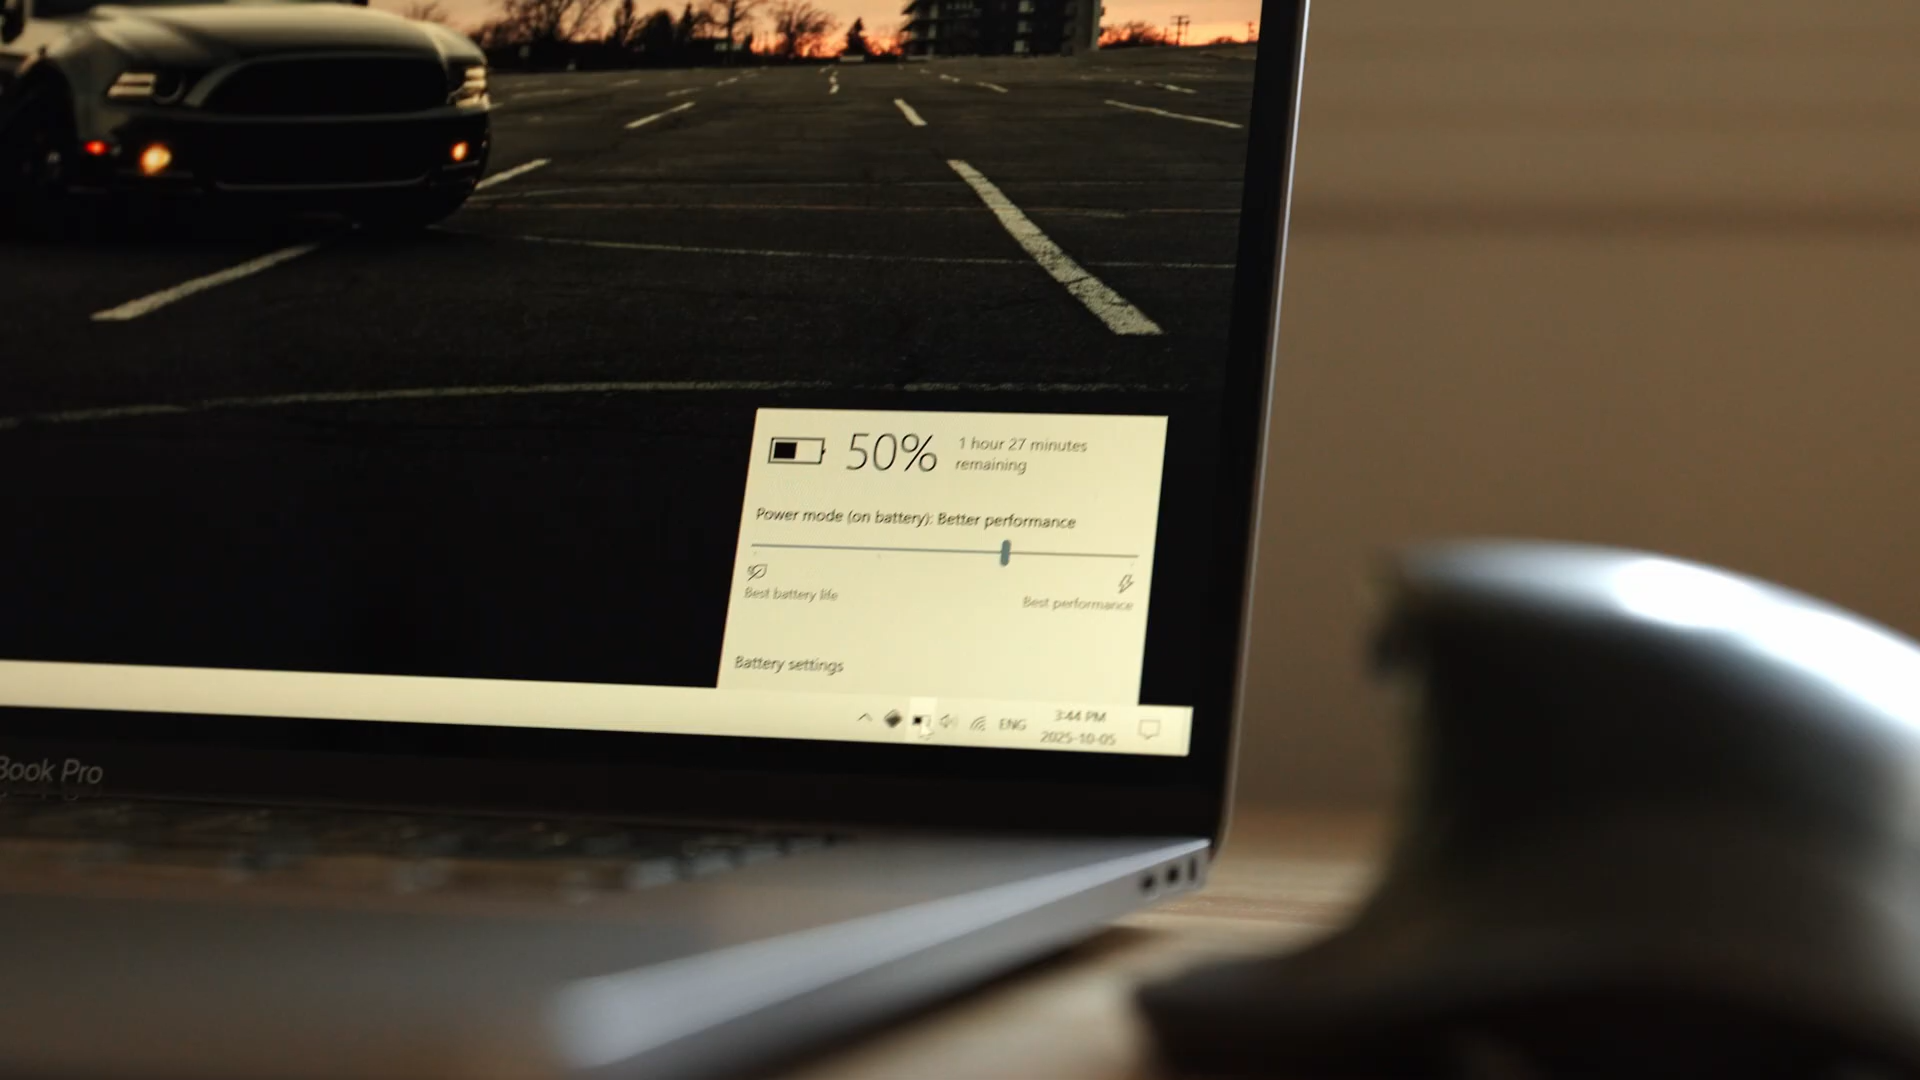 50%
1 hour 27 minutes
remaining
Power mode (on battery): Better performance
Best battery life
Best performance
Battery settings
ENG
3:44 PM
2025-10-05
Book Pro